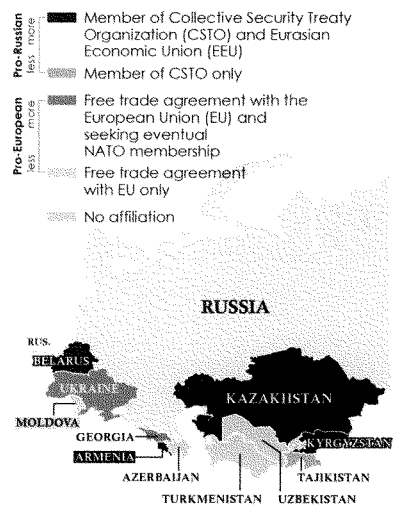 Pro-Russian
more
less
Member of Collective Security Treaty
Organization (CSTO) and Eurasian
Economic Union (EEU)
Member of CSTO only
Pro-European
more
less
Free trade agreement with the
European Union (EU) and
seeking eventual
NATO membership
Free trade agreement
with EU only
No affiliation
RUSSIA
RUS.
BELARUS
UKRAINE
KAZAKHSTAN
MOLDOVA
GEORGIA
KYRGYZSTAN
ARMENIA
AZERBAIJAN
TAJIKISTAN
TURKMENISTAN
UZBEKISTAN